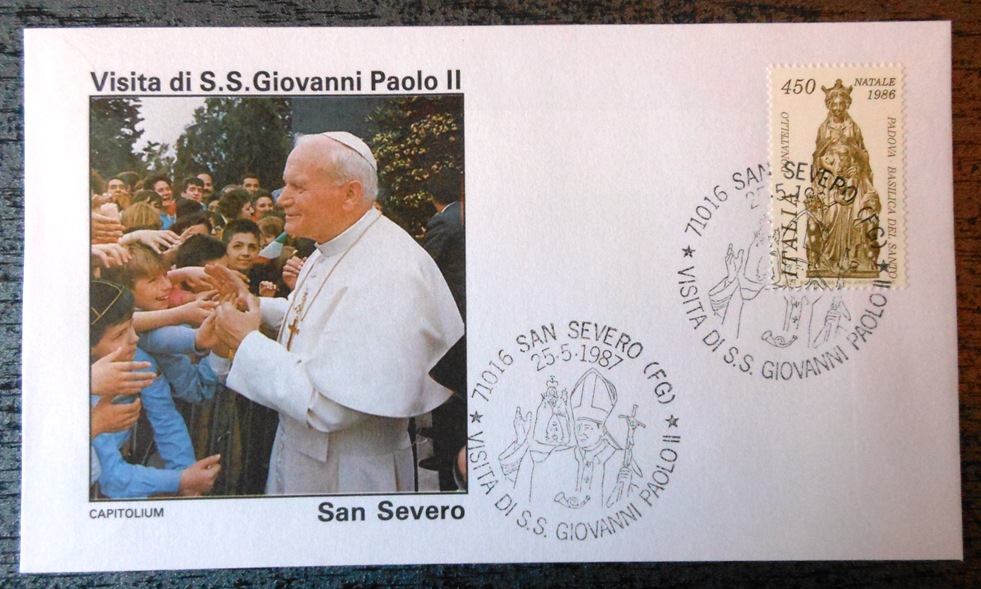 Visita di S.S.Giovanni Paolo II
CAPITOLIUM
San Severo
★ 71016 SAN SEVERO (FG) ★
25·5·1987
VISITA DI S.S. GIOVANNI PAOLO II
450 NATALE
1986
DONATELLO
PADOVA BASILICA DEL SANTO
ITALIA
★ 71016 SAN SEVERO (FG)
VISITA DI S.S. GIOVANNI PAOLO II